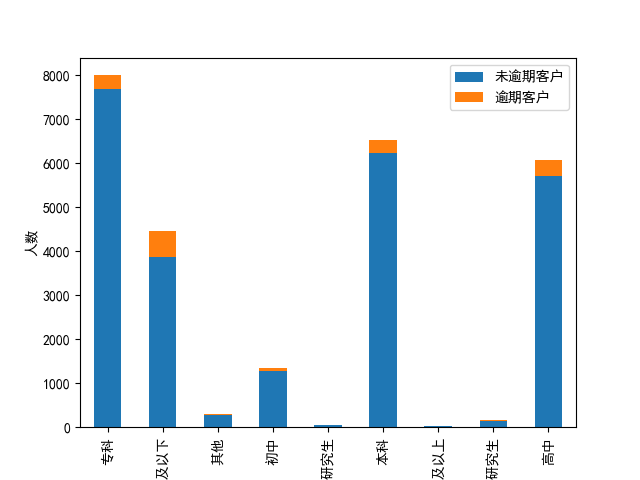 未逾期客户
逾期客户
人数
8000
7000
6000
5000
4000
3000
2000
1000
0
专科
及以下
其他
初中
研究生
本科
及以上
研究生
高中